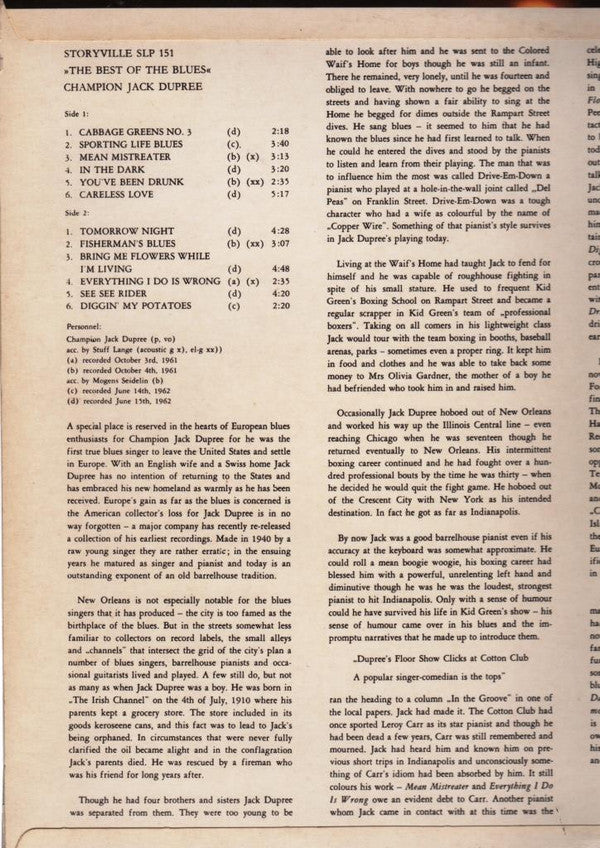 STORYVILLE SLP 151
»THE BEST OF THE BLUES«
CHAMPION JACK DUPREE
Side 1:
1. CABBAGE GREENS NO. 3 (d) 2:18
2. SPORTING LIFE BLUES (c). 3:40
3. MEAN MISTREATER (b) (x) 3:13
4. IN THE DARK (d) 3:20
5. YOU'VE BEEN DRUNK (b) (xx) 2:35
6. CARELESS LOVE (d) 5:17
Side 2:
1. TOMORROW NIGHT (d) 4:28
2. FISHERMAN'S BLUES (b) (xx) 3:07
3. BRING ME FLOWERS WHILE
I'M LIVING (d) 4:48
4. EVERYTHING I DO IS WRONG (a) (x) 2:35
5. SEE SEE RIDER (d) 4:20
6. DIGGIN' MY POTATOES (c) 2:20
Personnel:
Champion Jack Dupree (p, vo)
acc. by Stuff Lange (acoustic g x), el-g xx))
(a) recorded October 3rd, 1961
(b) recorded October 4th, 1961
acc. by Mogens Seidelin (b)
(c) recorded June 14th, 1962
(d) recorded June 15th, 1962
A special place is reserved in the hearts of European blues
enthusiasts for Champion Jack Dupree for he was the
first true blues singer to leave the United States and settle
in Europe. With an English wife and a Swiss home Jack
Dupree has no intention of returning to the States and
has embraced his new homeland as warmly as he has been
received. Europe's gain as far as the blues is concerned is
the American collector's loss for Jack Dupree is in no
way forgotten – a major company has recently re-released
a collection of his earliest recordings. Made in 1940 by a
raw young singer they are rather erratic; in the ensuing
years he matured as singer and pianist and today is an
outstanding exponent of an old barrelhouse tradition.
New Orleans is not especially notable for the blues
singers that it has produced – the city is too famed as the
birthplace of the blues. But in the streets somewhat less
familiar to collectors on record labels, the small alleys
and „channels" that intersect the grid of the city's plan a
number of blues singers, barrelhouse pianists and occa-
sional guitarists lived and played. A few still do, but not
as many as when Jack Dupree was a boy. He was born in
„The Irish Channel" on the 4th of July, 1910 where his
parents kept a grocery store. The store included in its
goods kerosene cans, and this fact was to lead to Jack's
being orphaned. In circumstances that were never fully
clarified the oil became alight and in the conflagration
Jack's parents died. He was rescued by a fireman who
was his friend for long years after.
Though he had four brothers and sisters Jack Dupree
was separated from them. They were too young to be
able to look after him and he was sent to the Colored
Waif's Home for boys though he was still an infant.
There he remained, very lonely, until he was fourteen and
obliged to leave. With nowhere to go he begged on the
streets and having shown a fair ability to sing at the
Home he begged for dimes outside the Rampart Street
dives. He sang blues – it seemed to him that he had
known the blues since he had first learned to talk. When
he could he entered the dives and stood by the pianists
to listen and learn from their playing. The man that was
to influence him the most was called Drive-Em-Down a
pianist who played at a hole-in-the-wall joint called „Del
Peas" on Franklin Street. Drive-Em-Down was a tough
character who had a wife as colourful by the name of
„Copper Wire". Something of that pianist's style survives
in Jack Dupree's playing today.
Living at the Waif's Home had taught Jack to fend for
himself and he was capable of roughhouse fighting in
spite of his small stature. He used to frequent Kid
Green's Boxing School on Rampart Street and became a
regular scrapper in Kid Green's team of „professional
boxers". Taking on all comers in his lightweight class
Jack would tour with the team boxing in booths, baseball
arenas, parks – sometimes even a proper ring. It kept him
in food and clothes and he was able to take back some
money to Mrs Olivia Gardner, the mother of a boy he
had befriended who took him in and raised him.
Occasionally Jack Dupree hoboed out of New Orleans
and worked his way up the Illinois Central line – even
reaching Chicago when he was seventeen though he
returned eventually to New Orleans. His intermittent
boxing career continued and he had fought over a hun-
dred professional bouts by the time he was thirty – when
he decided he would quit the fight game. He hoboed out
of the Crescent City with New York as his intended
destination. In fact he got as far as Indianapolis.
By now Jack was a good barrelhouse pianist even if his
accuracy at the keyboard was somewhat approximate. He
could roll a mean boogie woogie, his boxing career had
blessed him with a powerful, unrelenting left hand and
diminutive though he was he was the loudest, strongest
pianist to hit Indianapolis. Only with a sense of humour
could he have survived his life in Kid Green's show – his
sense of humour came over in his blues and the im-
promptu narratives that he made up to introduce them.
„Dupree's Floor Show Clicks at Cotton Club
A popular singer-comedian is the tops"
ran the heading to a column „In the Groove" in one of
the local papers. Jack had made it. The Cotton Club had
once sported Leroy Carr as its star pianist and though he
had been dead a few years, Carr was still remembered and
mourned. Jack had heard him and known him on pre-
vious short trips in Indianapolis and unconsciously some-
thing of Carr's idiom had been absorbed by him. It still
colours his work – Mean Mistreater and Everything I Do
Is Wrong owe an evident debt to Carr. Another pianist
whom Jack came in contact with at this time was the